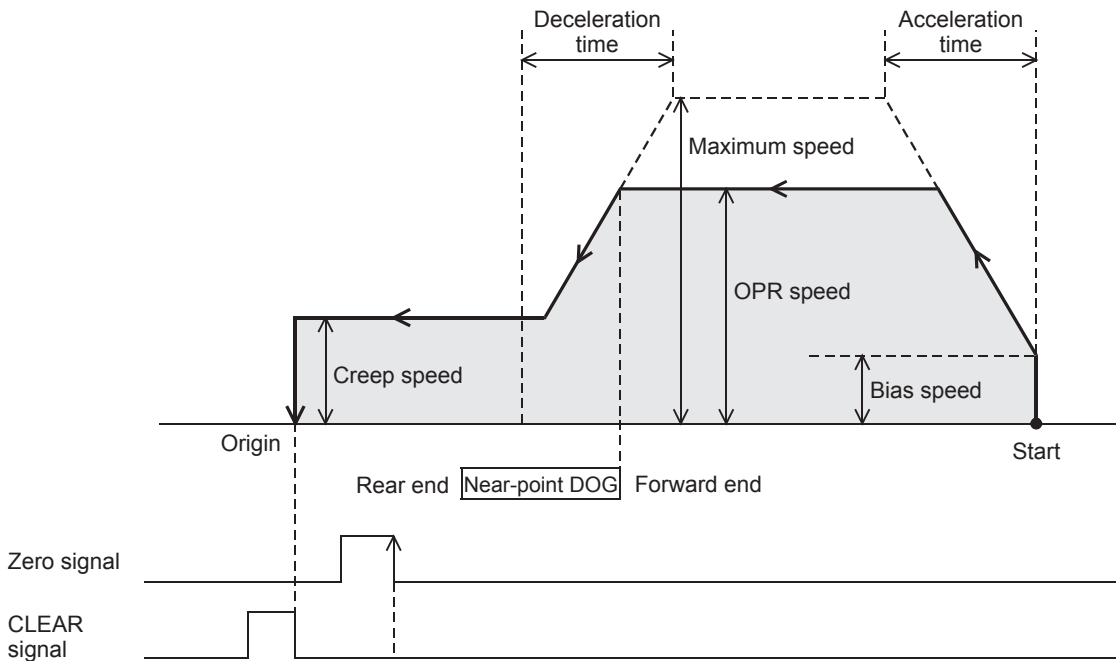 Deceleration
time
Acceleration
time
Maximum speed
OPR speed
Creep speed
Bias speed
Origin
Start
Rear end
Near-point DOG
Forward end
Zero signal
CLEAR
signal